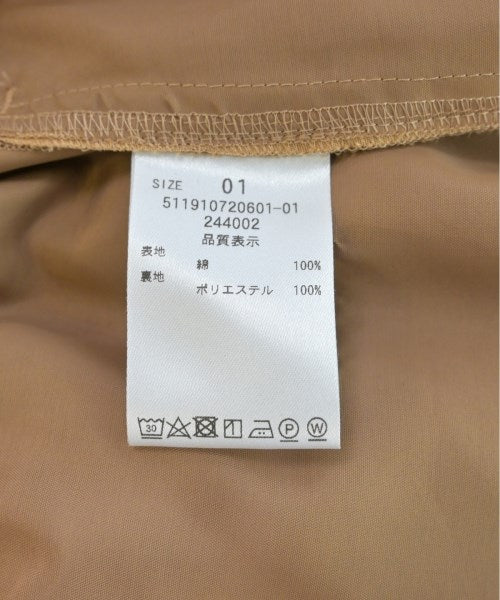 SIZE 01
511910720601-01
244002
品質表示
表地 綿 100%
裏地 ポリエステル 100%
30 P W